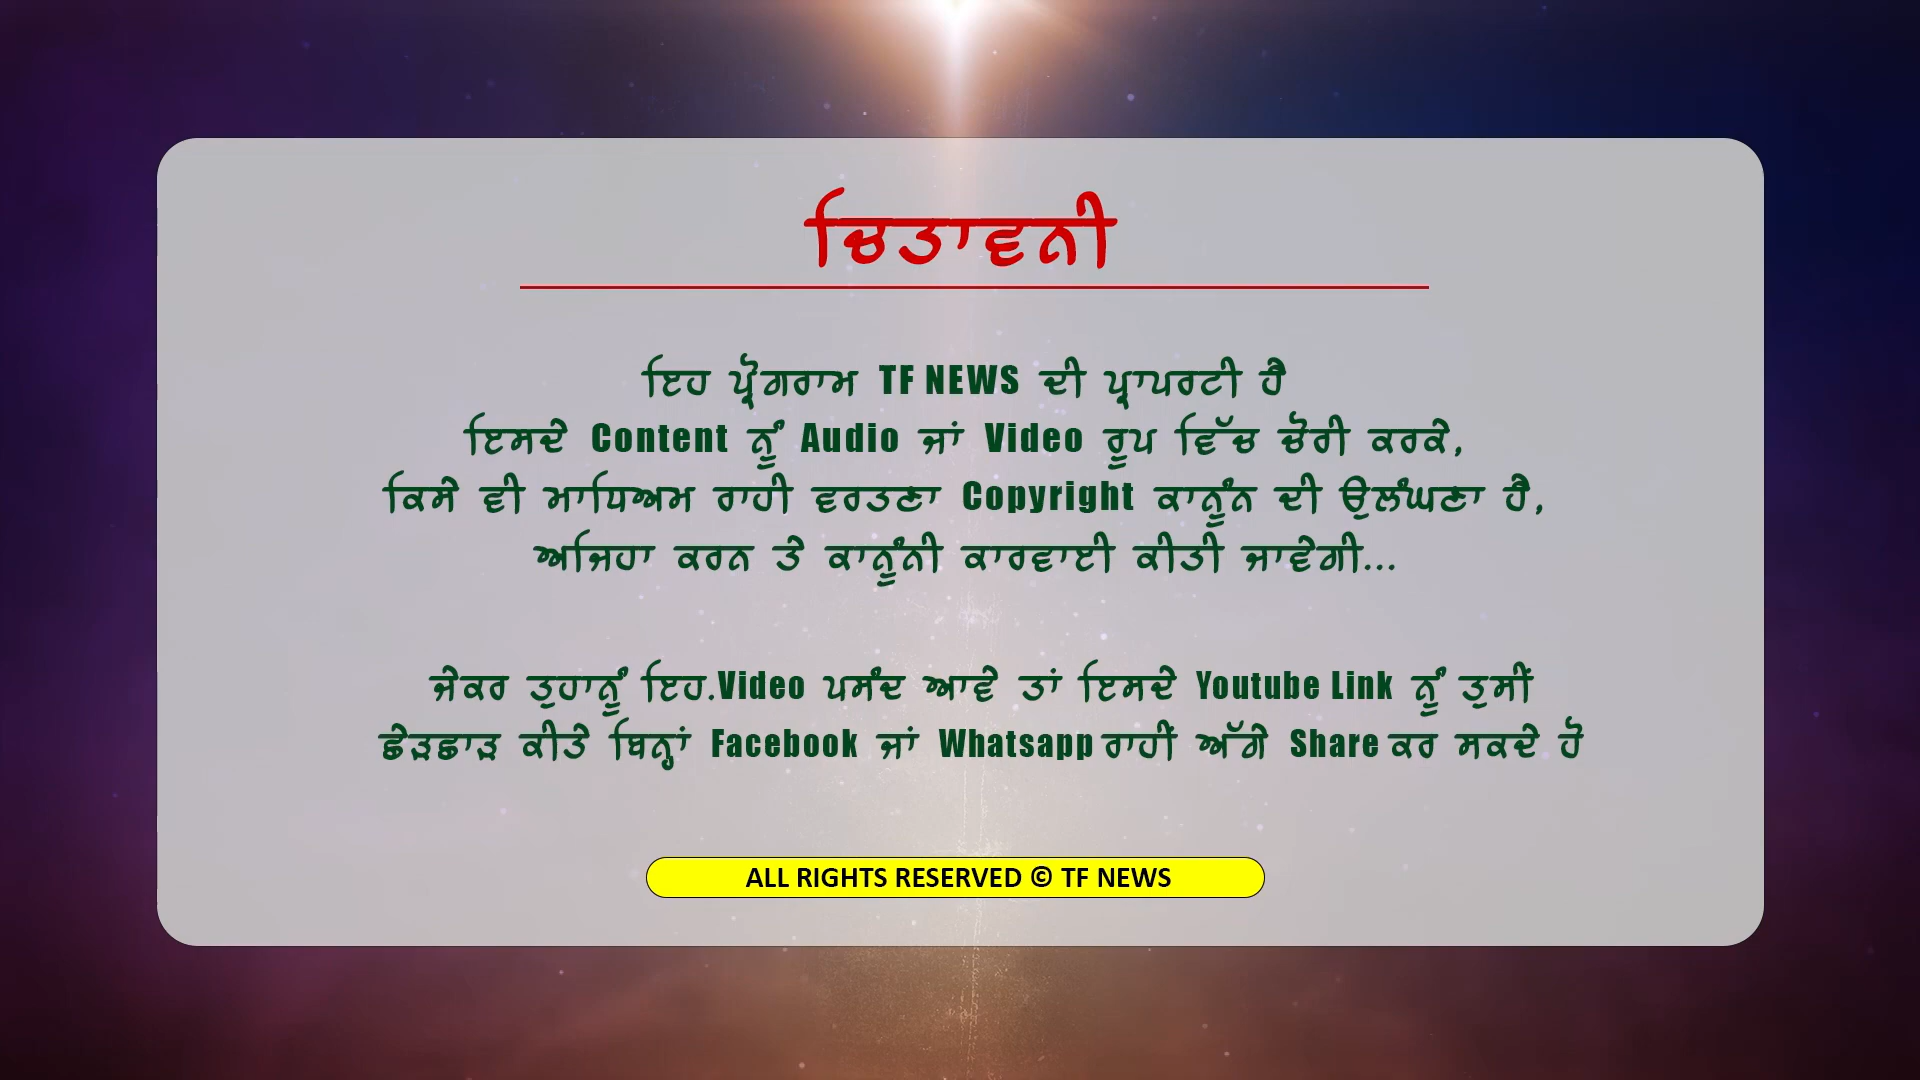 ਚਿਤਾਵਨੀ
ਇਹ ਪ੍ਰੋਗਰਾਮ TF NEWS ਦੀ ਪ੍ਰਾਪਰਟੀ ਹੈ
ਇਸਦੇ Content ਨੂੰ Audio ਜਾਂ Video ਰੂਪ ਵਿੱਚ ਚੋਰੀ ਕਰਕੇ,
ਕਿਸੇ ਵੀ ਮਾਧਿਅਮ ਰਾਹੀ ਵਰਤਣਾ Copyright ਕਾਨੂੰਨ ਦੀ ਉਲੰਘਣਾ ਹੈ,
ਅਜਿਹਾ ਕਰਨ ਤੇ ਕਾਨੂੰਨੀ ਕਾਰਵਾਈ ਕੀਤੀ ਜਾਵੇਗੀ...
ਜੇਕਰ ਤੁਹਾਨੂੰ ਇਹ.Video ਪਸੰਦ ਆਵੇ ਤਾਂ ਇਸਦੇ Youtube Link ਨੂੰ ਤੁਸੀਂ
ਛੇੜਛਾੜ ਕੀਤੇ ਬਿਨ੍ਹਾਂ Facebook ਜਾਂ Whatsapp ਰਾਹੀਂ ਅੱਗੇ Share ਕਰ ਸਕਦੇ ਹੋ
ALL RIGHTS RESERVED © TF NEWS